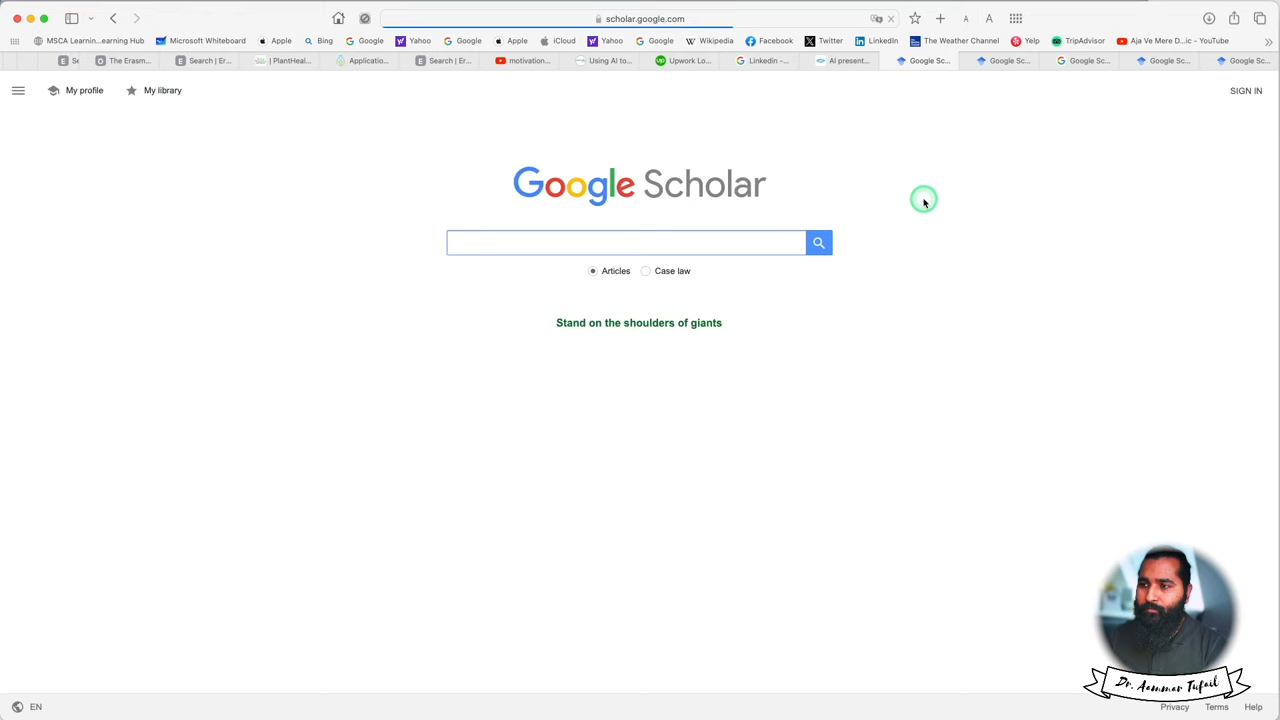 scholar.google.com
MSCA Learnin...earning Hub
Microsoft Whiteboard
Apple
Bing
Google
Yahoo
Google
Apple
iCloud
Yahoo
Google
Wikipedia
Facebook
Twitter
LinkedIn
The Weather Channel
Yelp
TripAdvisor
Aja Ve Mere D...ic - YouTube
The Erasm...
Search | Er...
| PlantHeal...
Applicatio...
Search | Er...
motivation...
Using AI to...
Upwork Lo...
Linkedin -...
AI present...
Google Sc...
Google Sc...
Google Sc...
Google Sc...
Google Sc...
My profile
My library
SIGN IN
Google Scholar
Articles
Case law
Stand on the shoulders of giants
Dr. Aammar Tufail
EN
Privacy
Terms
Help